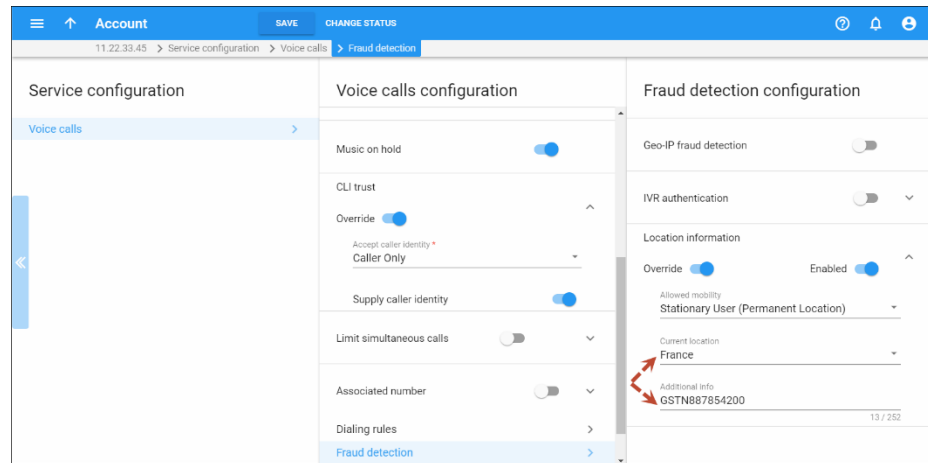 Account SAVE CHANGE STATUS
11.22.33.45 > Service configuration > Voice calls > Fraud detection
Service configuration
Voice calls
Voice calls configuration
Music on hold
CLI trust
Override
Accept caller identity *
Caller Only
Supply caller identity
Limit simultaneous calls
Associated number
Dialing rules
Fraud detection
Fraud detection configuration
Geo-IP fraud detection
IVR authentication
Location information
Override Enabled
Allowed mobility
Stationary User (Permanent Location)
Current location
France
Additional info
GSTN887854200
13 / 252